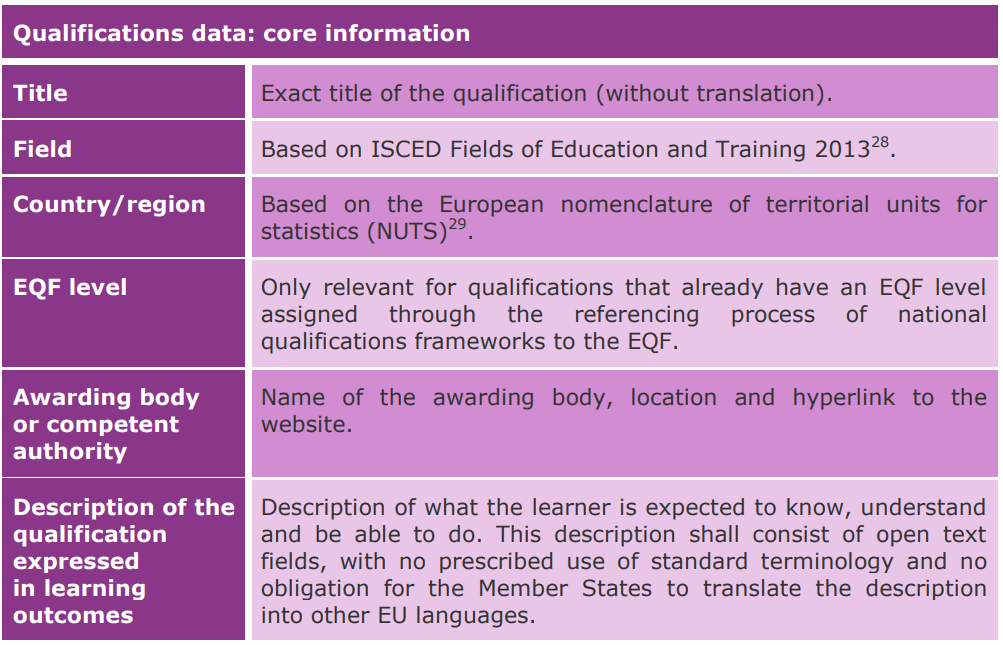 Qualifications data: core information
Title
Exact title of the qualification (without translation).
Field
Based on ISCED Fields of Education and Training 2013²⁸.
Country/region
Based on the European nomenclature of territorial units for
statistics (NUTS)²⁹.
EQF level
Only relevant for qualifications that already have an EQF level
assigned through the referencing process of national
qualifications frameworks to the EQF.
Awarding body
or competent
authority
Name of the awarding body, location and hyperlink to the
website.
Description of the
qualification
expressed
in learning
outcomes
Description of what the learner is expected to know, understand
and be able to do. This description shall consist of open text
fields, with no prescribed use of standard terminology and no
obligation for the Member States to translate the description
into other EU languages.